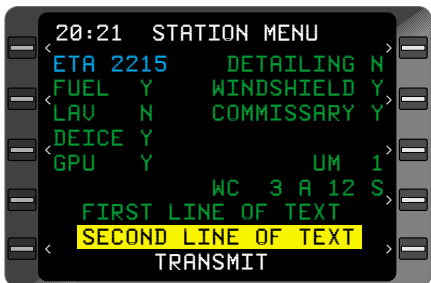 20:21 STATION MENU
ETA 2215 DETAILING N
FUEL Y WINDSHIELD Y
LAV N COMMISSARY Y
DEICE Y
GPU Y UM 1
WC 3 A 12 S
FIRST LINE OF TEXT
SECOND LINE OF TEXT
TRANSMIT